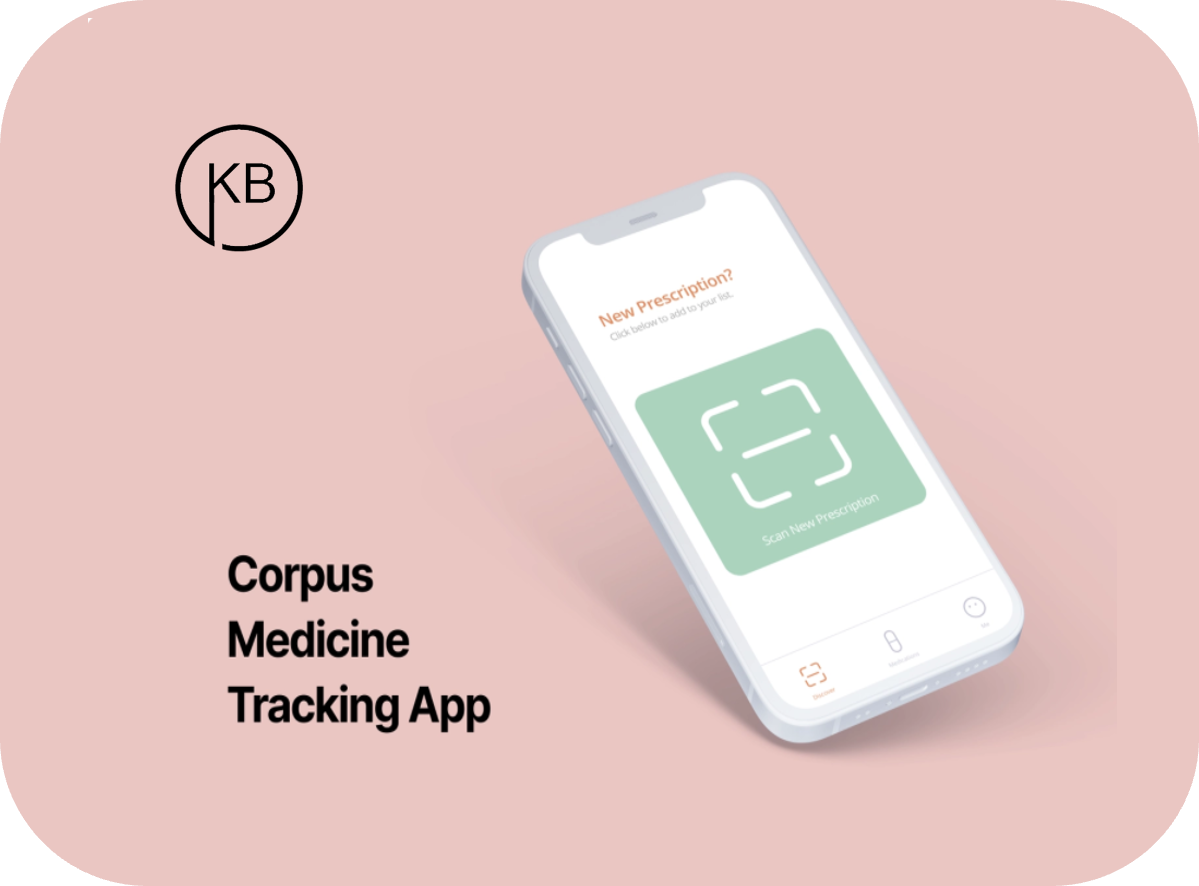 KB
New Prescription?
Click below to add to your list.
Scan New Prescription
Discover
Medications
Me
Corpus
Medicine
Tracking App